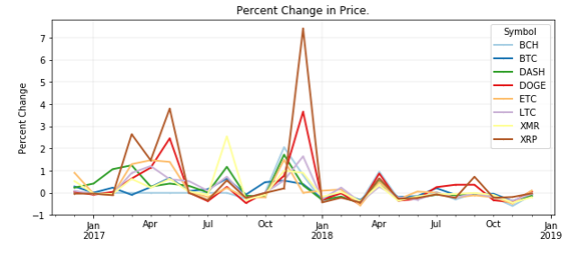 Percent Change in Price.
Symbol
BCH
BTC
DASH
DOGE
ETC
LTC
XMR
XRP
Percent Change
7
6
5
4
3
2
1
0
−1
Jan Apr Jul Oct Jan Apr Jul Oct Jan
2017 2018 2019